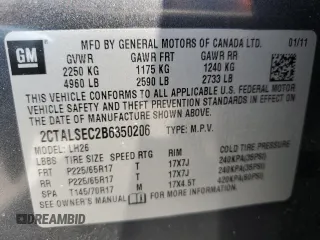 GM
MFD BY GENERAL MOTORS OF CANADA LTD.
01/11
GVWR GAWR FRT GAWR RR
2250 KG 1175 KG 1240 KG
4960 LB 2590 LB 2733 LB
THIS VEHICLE CONFORMS TO ALL APPLICABLE U.S. FEDERAL MOTOR
VEHICLE SAFETY AND THEFT PREVENTION STANDARDS IN EFFECT ON THE
DATE OF MANUFACTURE SHOWN ABOVE.
2CTALSEC2B6350206 TYPE: M.P.V.
MODEL: LH26
TIRE SIZE SPEED RTG RIM
FRT P225/65R17 T 17X7J 240KPA(35PSI)
RR P225/65R17 T 17X7J 240KPA(35PSI)
SPA T145/70R17 M 17X4.5T 420KPA(60PSI)
SEE OWNER'S MANUAL FOR ADDITIONAL INFORMATION